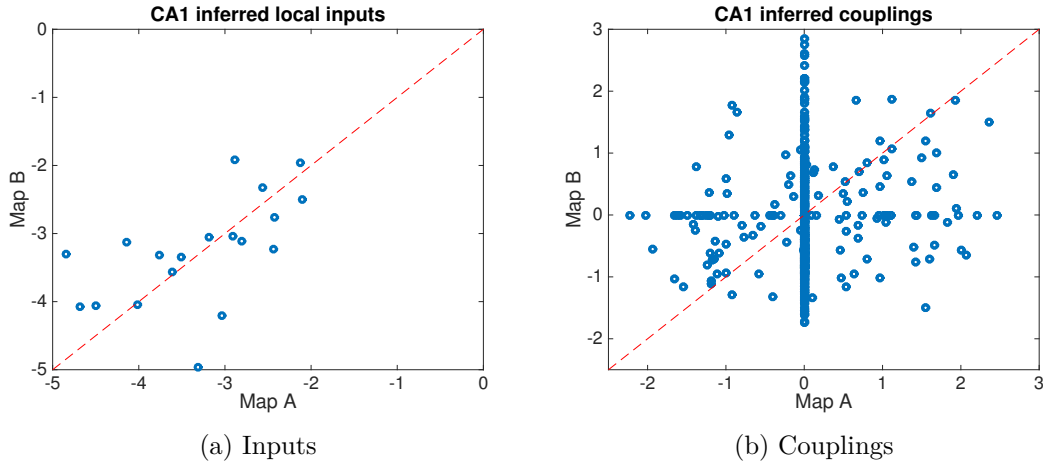 CA1 inferred local inputs
0
-1
-2
-3
-4
-5
Map B
-5 -4 -3 -2 -1 0
Map A
(a) Inputs
CA1 inferred couplings
3
2
1
0
-1
-2
Map B
-2 -1 0 1 2 3
Map A
(b) Couplings